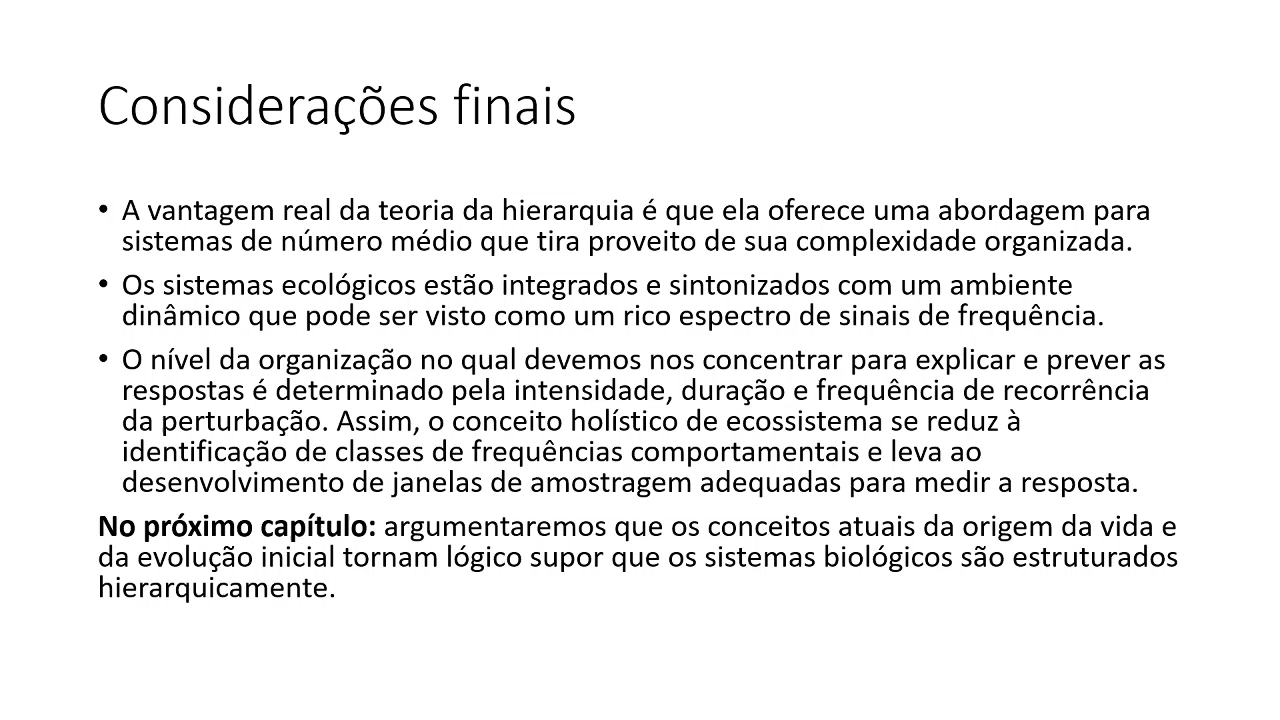 Considerações finais
• A vantagem real da teoria da hierarquia é que ela oferece uma abordagem para
sistemas de número médio que tira proveito de sua complexidade organizada.
• Os sistemas ecológicos estão integrados e sintonizados com um ambiente
dinâmico que pode ser visto como um rico espectro de sinais de frequência.
• O nível da organização no qual devemos nos concentrar para explicar e prever as
respostas é determinado pela intensidade, duração e frequência de recorrência
da perturbação. Assim, o conceito holístico de ecossistema se reduz à
identificação de classes de frequências comportamentais e leva ao
desenvolvimento de janelas de amostragem adequadas para medir a resposta.
No próximo capítulo: argumentaremos que os conceitos atuais da origem da vida e
da evolução inicial tornam lógico supor que os sistemas biológicos são estruturados
hierarquicamente.